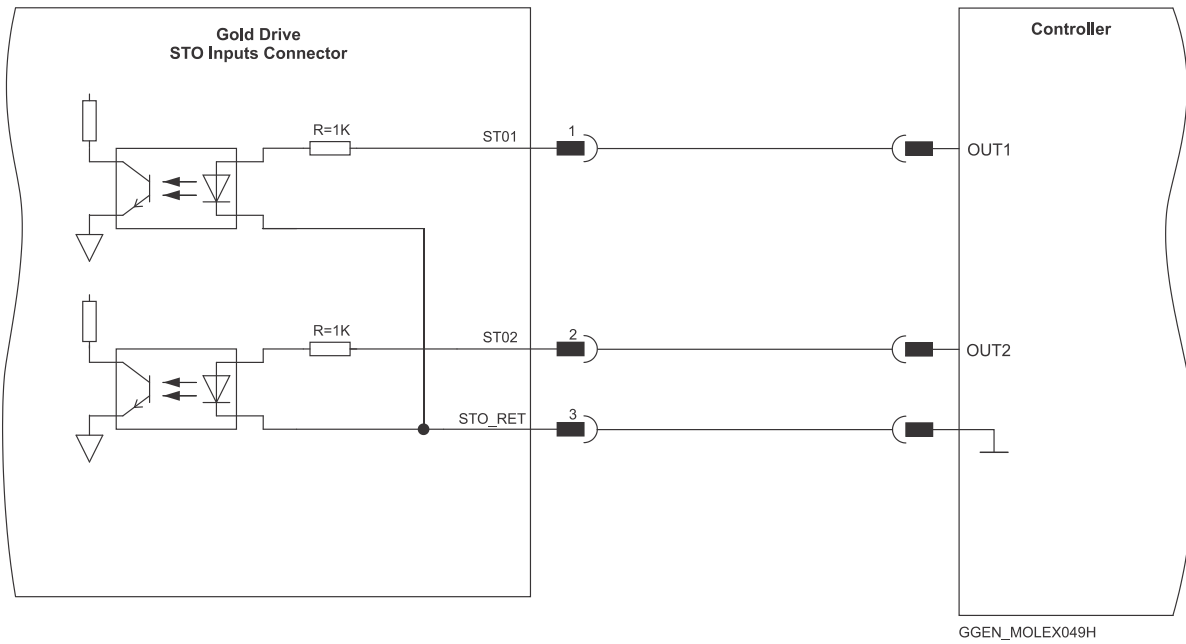 Gold Drive
STO Inputs Connector
Controller
R=1K
ST01
1
OUT1
R=1K
ST02
2
OUT2
STO_RET
3
GGEN_MOLEX049H